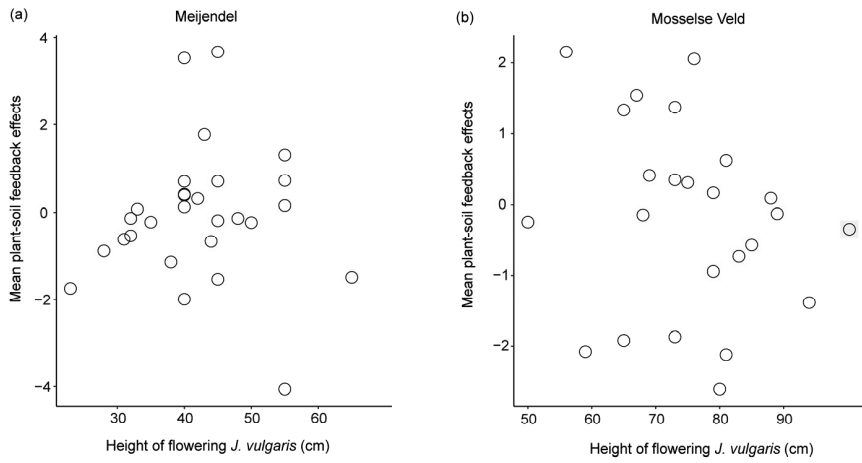 (a)
Meijendel
Mean plant-soil feedback effects
4
2
0
−2
−4
30 40 50 60
Height of flowering J. vulgaris (cm)
(b)
Mosselse Veld
Mean plant-soil feedback effects
2
1
0
−1
−2
50 60 70 80 90
Height of flowering J. vulgaris (cm)